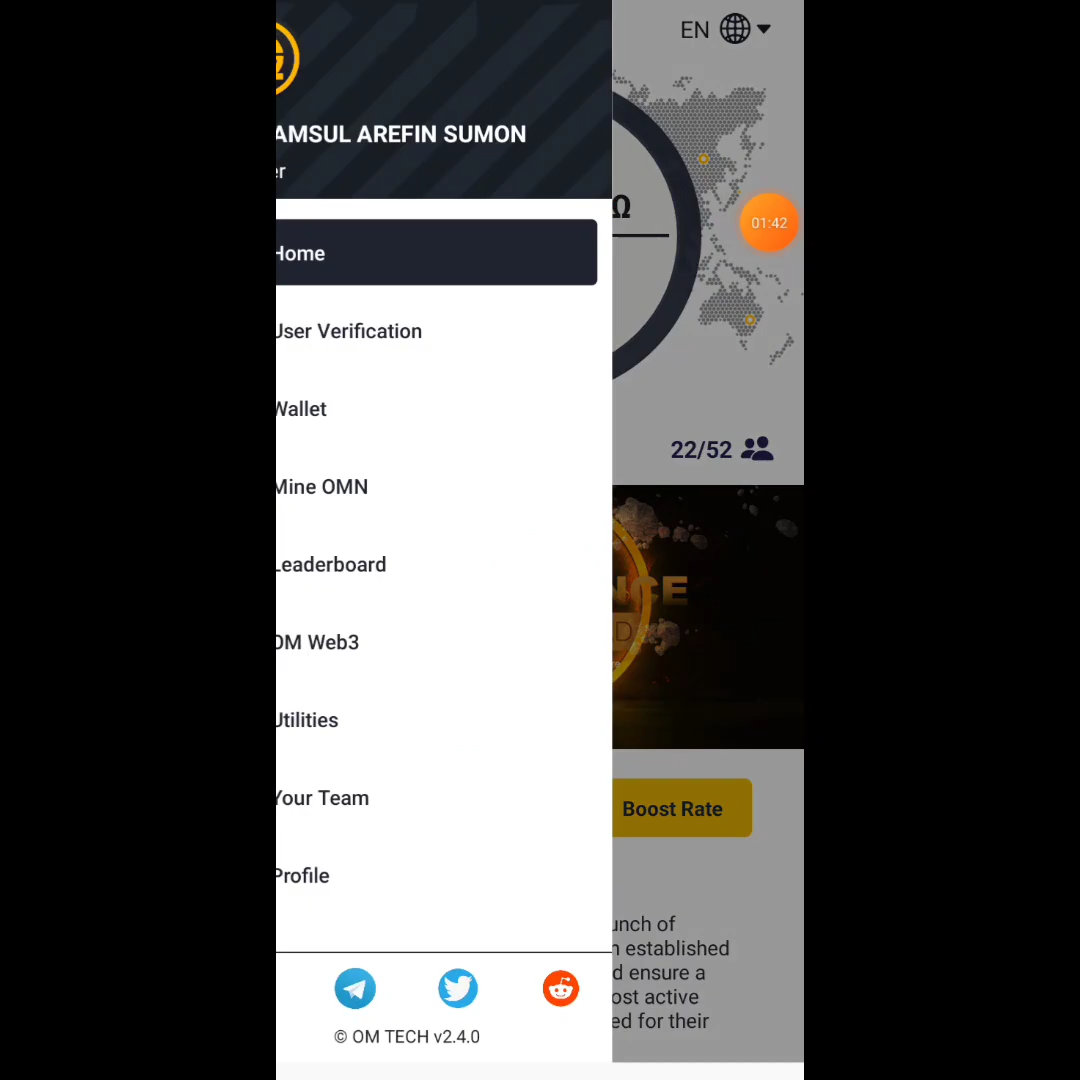 EN
AMSUL AREFIN SUMON
er
Ω
01:42
Home
User Verification
Wallet
22/52
Mine OMN
Leaderboard
NCE
D
OM Web3
Utilities
Your Team
Boost Rate
Profile
unch of
n established
d ensure a
ost active
ed for their
© OM TECH v2.4.0